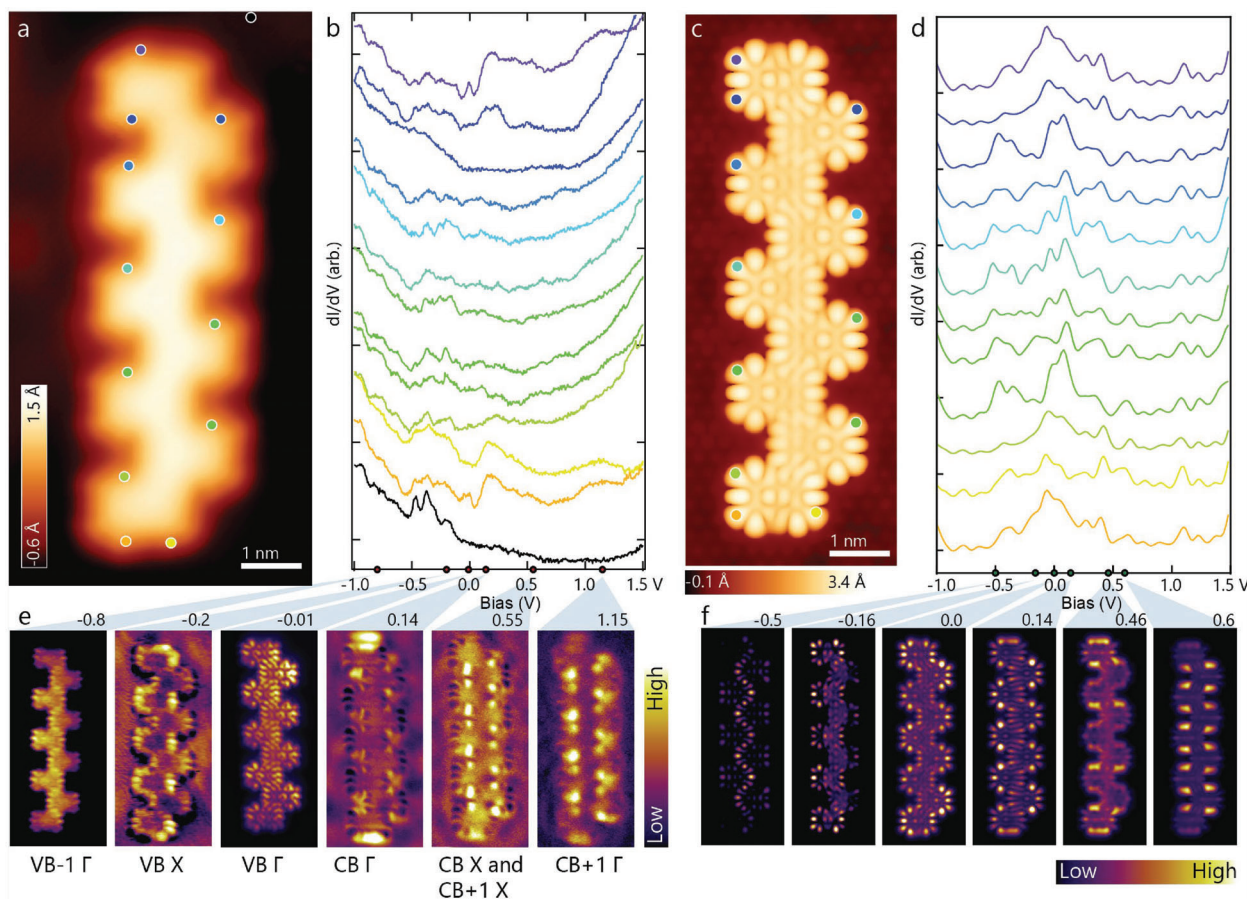 a
1.5 Å
-0.6 Å
1 nm
b
dI/dV (arb.)
-1.0 -0.5 0.0 0.5 1.0 1.5 V
Bias (V)
c
1 nm
-0.1 Å 3.4 Å
d
dI/dV (arb.)
-1.0 -0.5 0.0 0.5 1.0 1.5 V
Bias (V)
e
-0.8 -0.2 -0.01 0.14 0.55 1.15
High
Low
VB-1 Γ VB X VB Γ CB Γ CB X and CB+1 Γ
CB+1 X
f
-0.5 -0.16 0.0 0.14 0.46 0.6
Low High